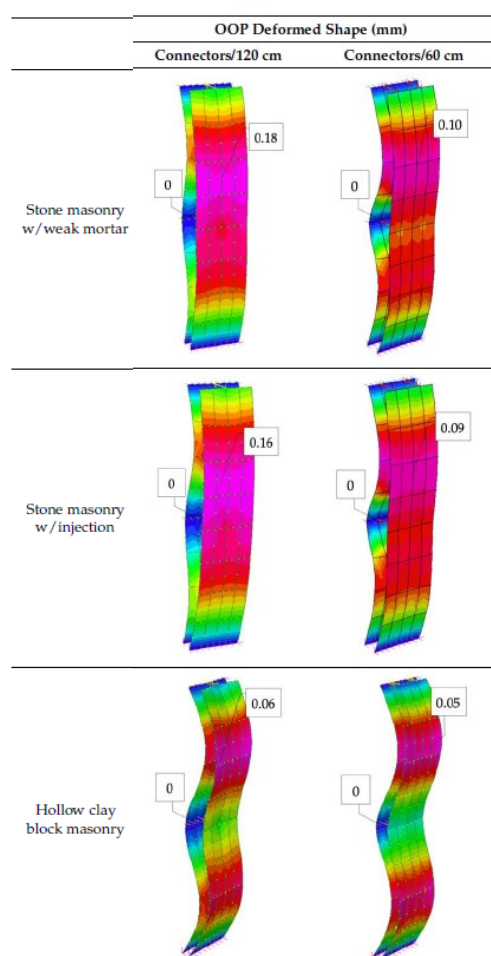 OOP Deformed Shape (mm)
Connectors/120 cm Connectors/60 cm
0.18
0.10
0
0
Stone masonry
w/weak mortar
0.16
0.09
0
0
Stone masonry
w/injection
0.06
0.05
0
0
Hollow clay
block masonry